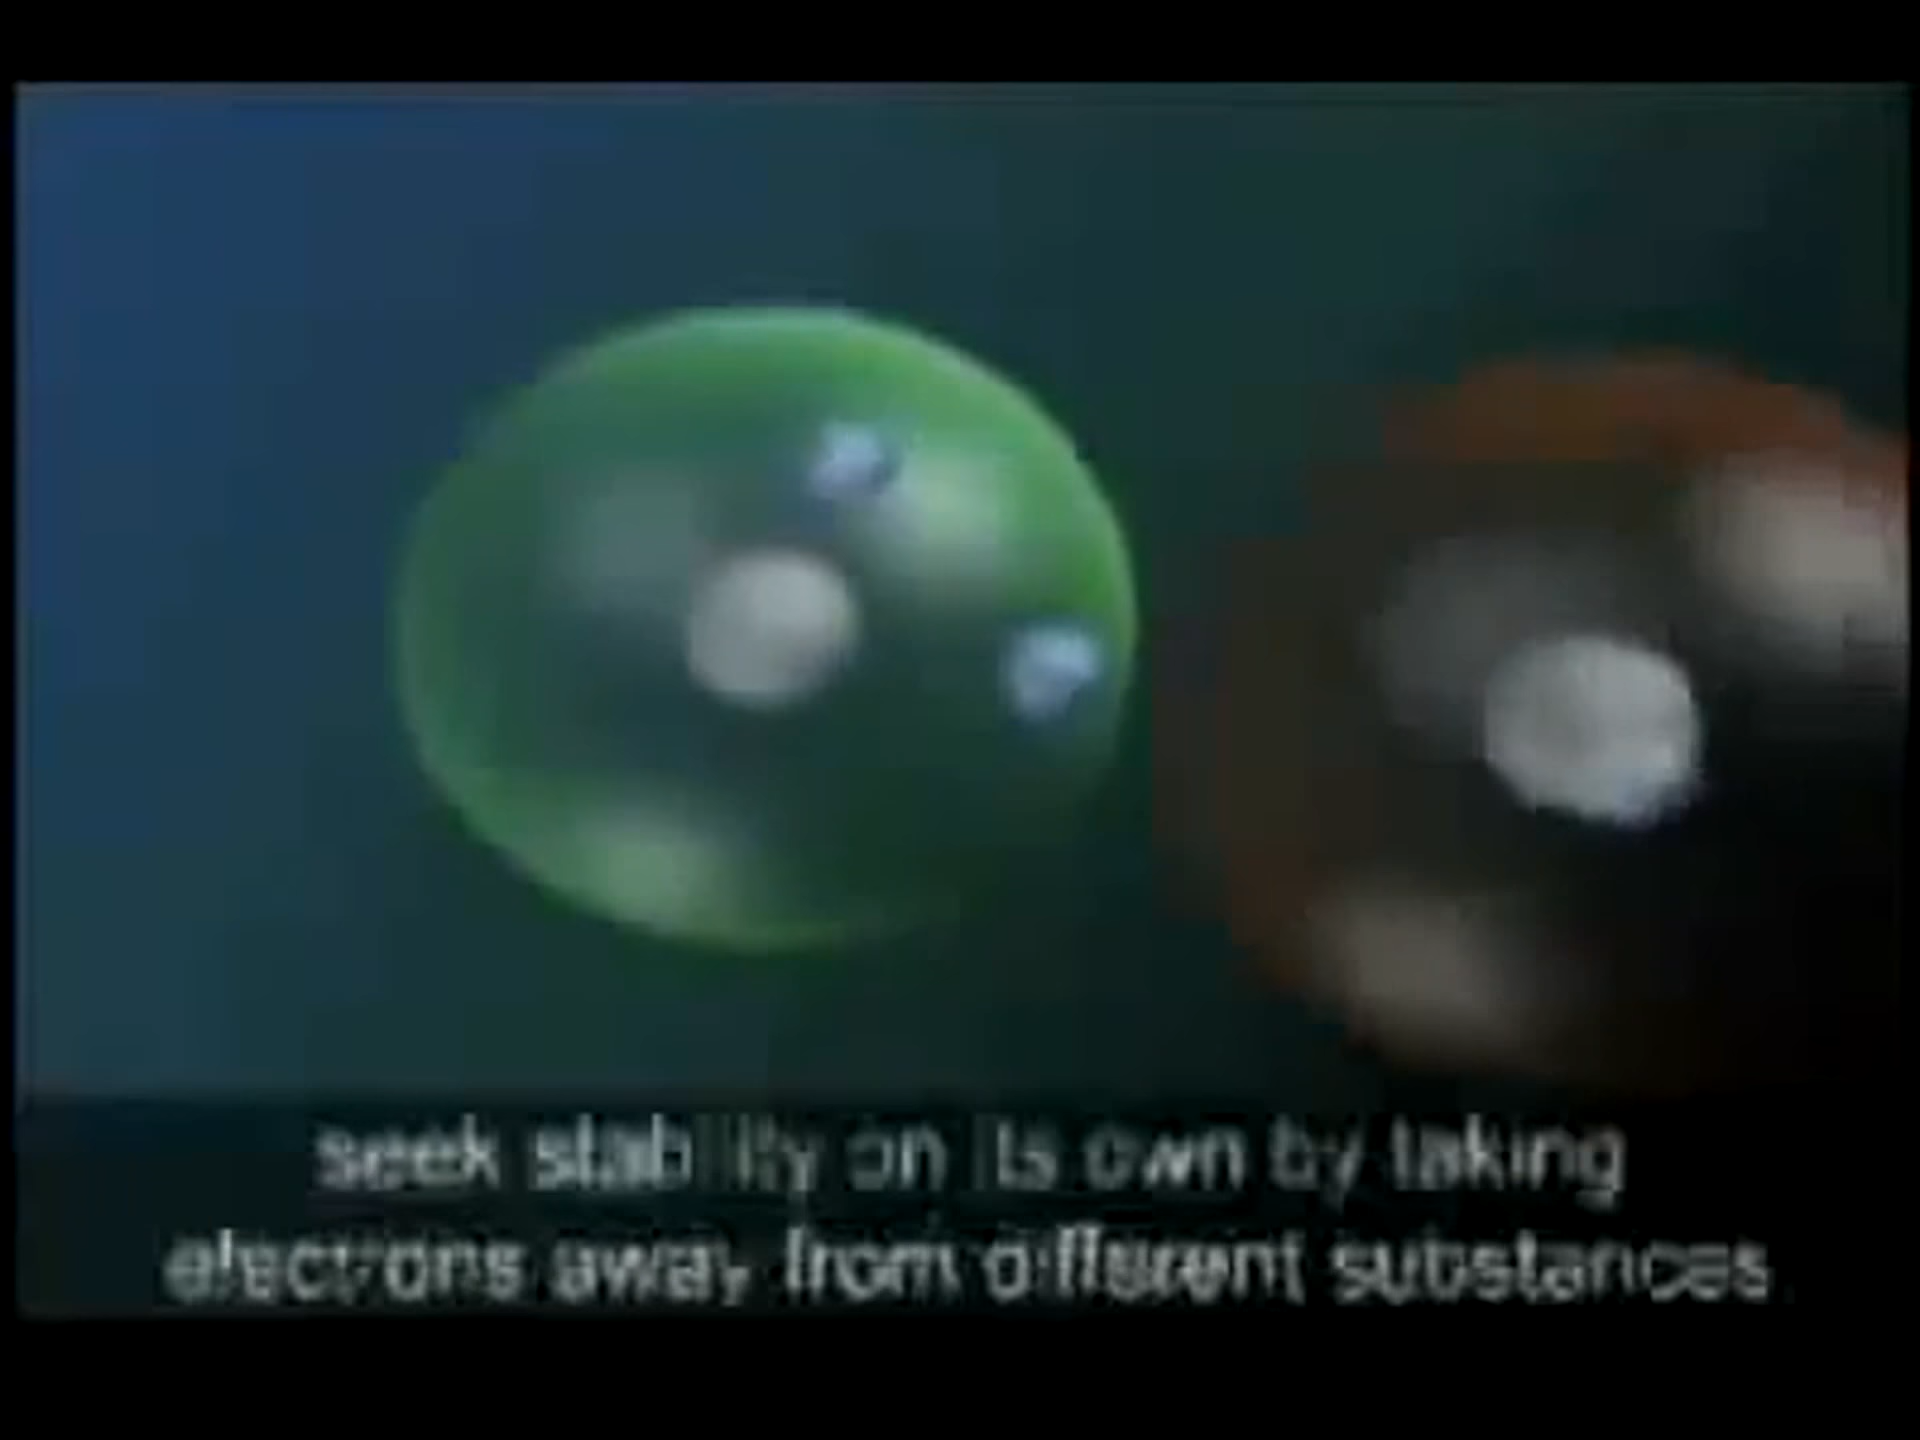 seek stability on its own by taking
electrons away from different substances